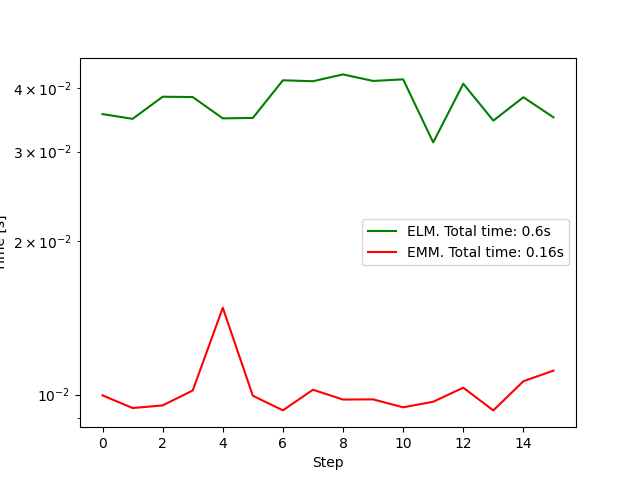 4 × 10⁻²
3 × 10⁻²
2 × 10⁻²
10⁻²
Time [s]
ELM. Total time: 0.6s
EMM. Total time: 0.16s
0 2 4 6 8 10 12 14
Step